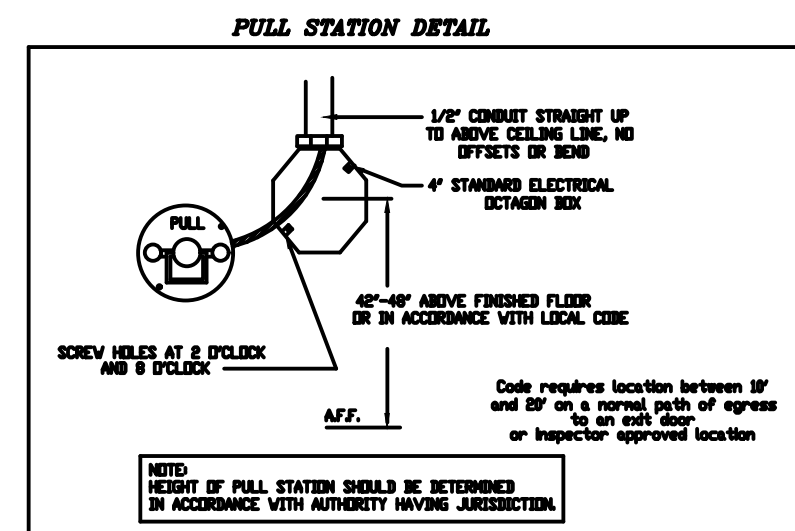 PULL STATION DETAIL
1/2" CONDUIT STRAIGHT UP
TO ABOVE CEILING LINE, NO
OFFSETS OR BEND
4" STANDARD ELECTRICAL
OCTAGON BOX
PULL
42"-48" ABOVE FINISHED FLOOR
OR IN ACCORDANCE WITH LOCAL CODE
SCREW HOLES AT 2 O'CLOCK
AND 8 O'CLOCK
Code requires location between 10'
and 20' on a normal path of egress
to an exit door
or inspector approved location
A.F.F.
NOTE:
HEIGHT OF PULL STATION SHOULD BE DETERMINED
IN ACCORDANCE WITH AUTHORITY HAVING JURISDICTION.